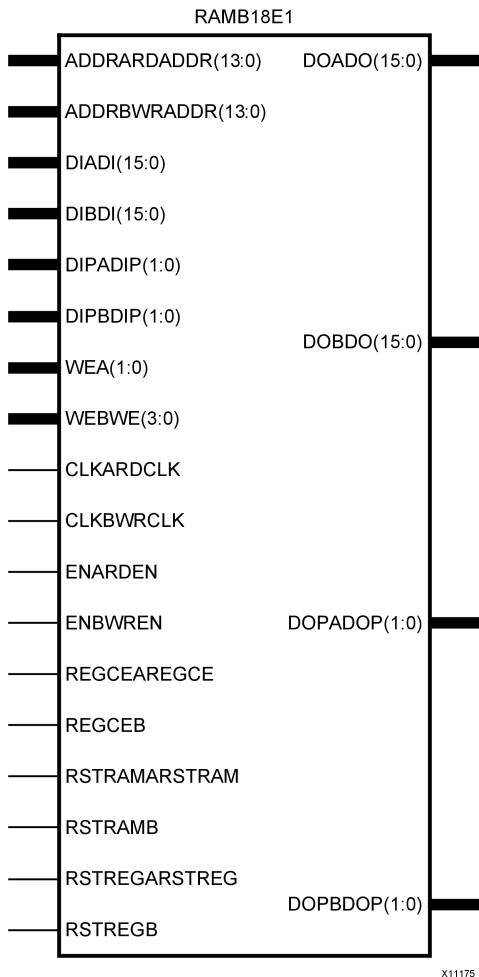 RAMB18E1
ADDRARDADDR(13:0) DOADO(15:0)
ADDRBWRADDR(13:0)
DIADI(15:0)
DIBDI(15:0)
DIPADIP(1:0)
DIPBDIP(1:0)
DOBDO(15:0)
WEA(1:0)
WEBWE(3:0)
CLKARDCLK
CLKBWRCLK
ENARDEN
ENBWREN DOPADOP(1:0)
REGCEAREGCE
REGCEB
RSTRAMARSTRAM
RSTRAMB
RSTREGARSTREG
DOPBDOP(1:0)
RSTREGB
X11175